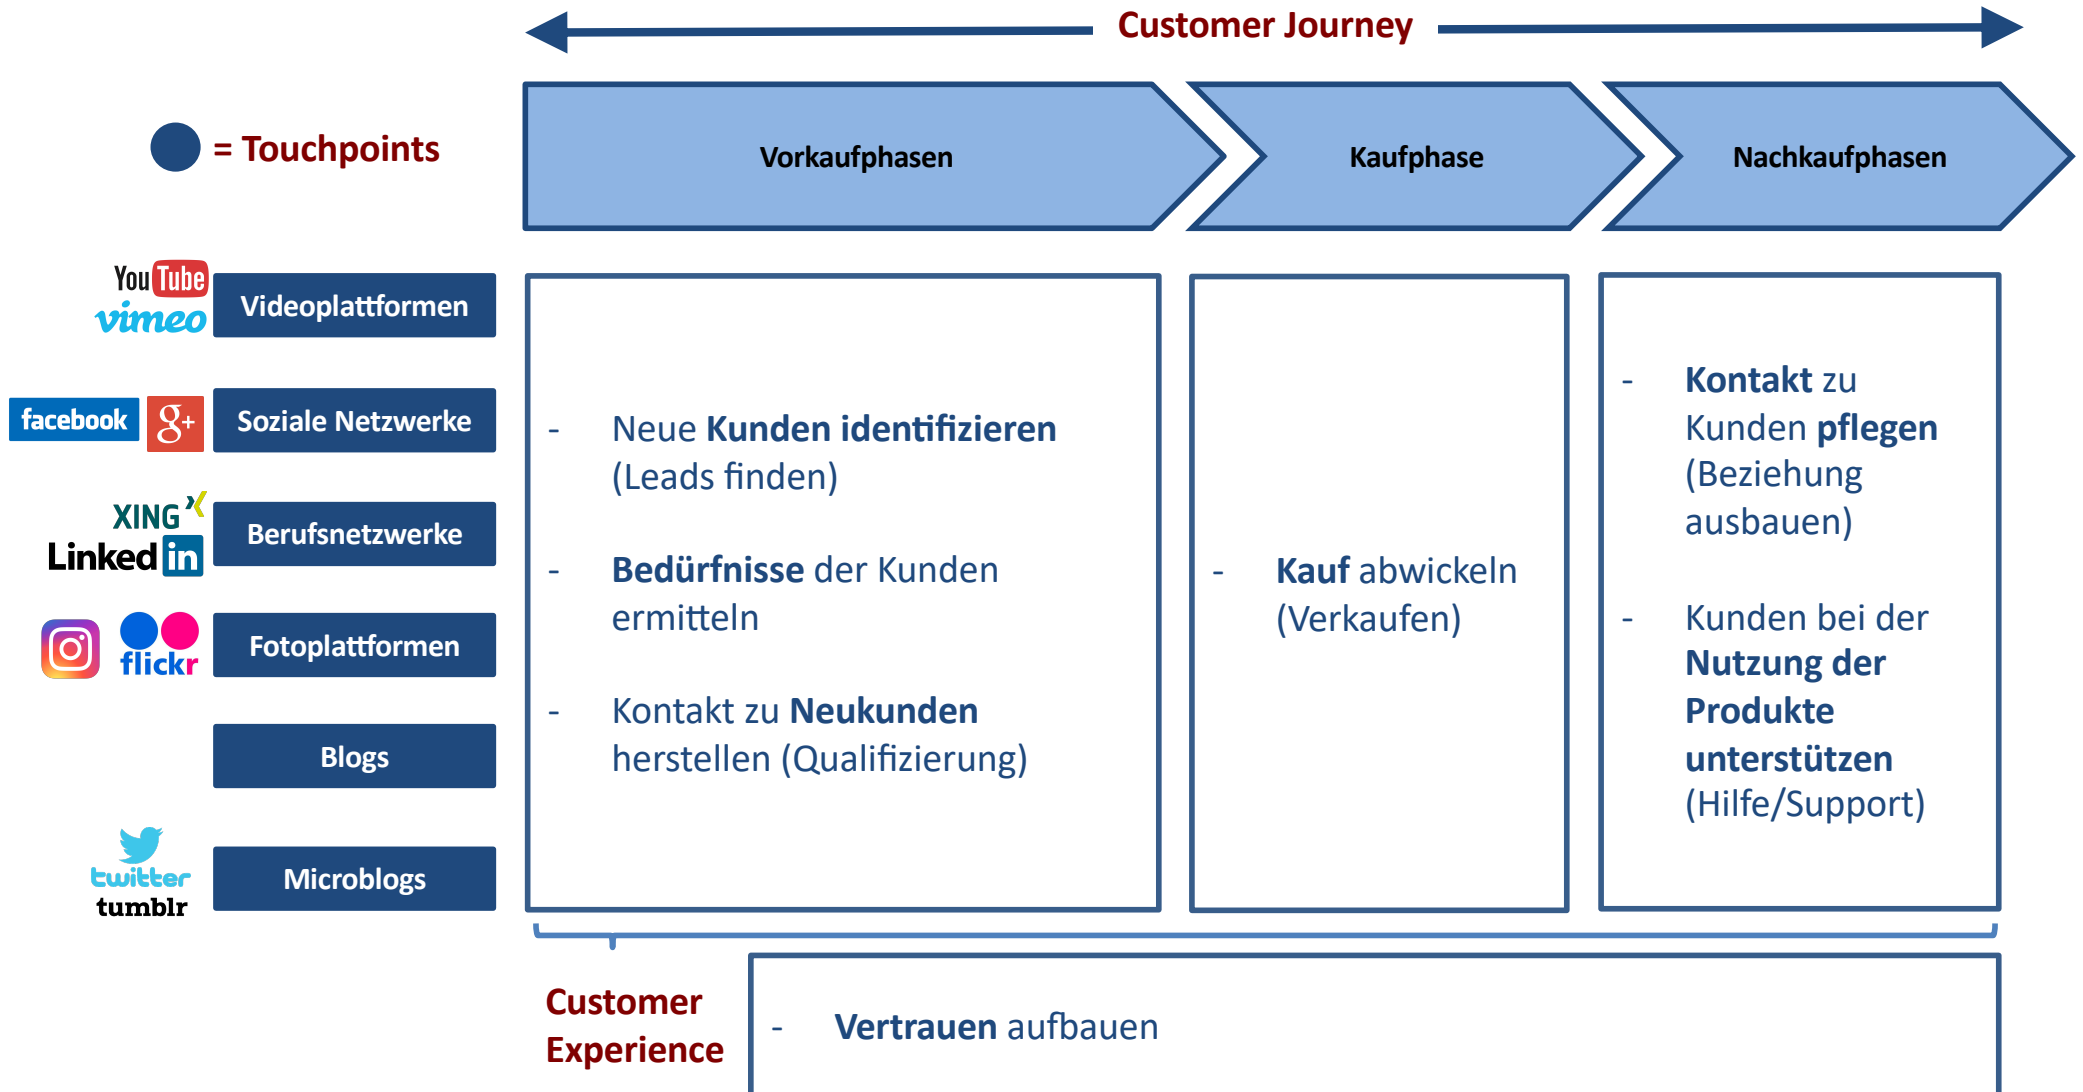 Customer Journey
= Touchpoints
Vorkaufphasen
Kaufphase
Nachkaufphasen
YouTube
vimeo
Videoplattformen
facebook
g+
Soziale Netzwerke
XING
Linked in
Berufsnetzwerke
flickr
Fotoplattformen
Blogs
twitter
tumblr
Microblogs
- Neue Kunden identifizieren
(Leads finden)
- Bedürfnisse der Kunden
ermitteln
- Kontakt zu Neukunden
herstellen (Qualifizierung)
- Kauf abwickeln
(Verkaufen)
- Kontakt zu
Kunden pflegen
(Beziehung
ausbauen)
- Kunden bei der
Nutzung der
Produkte
unterstützen
(Hilfe/Support)
Customer
Experience
- Vertrauen aufbauen